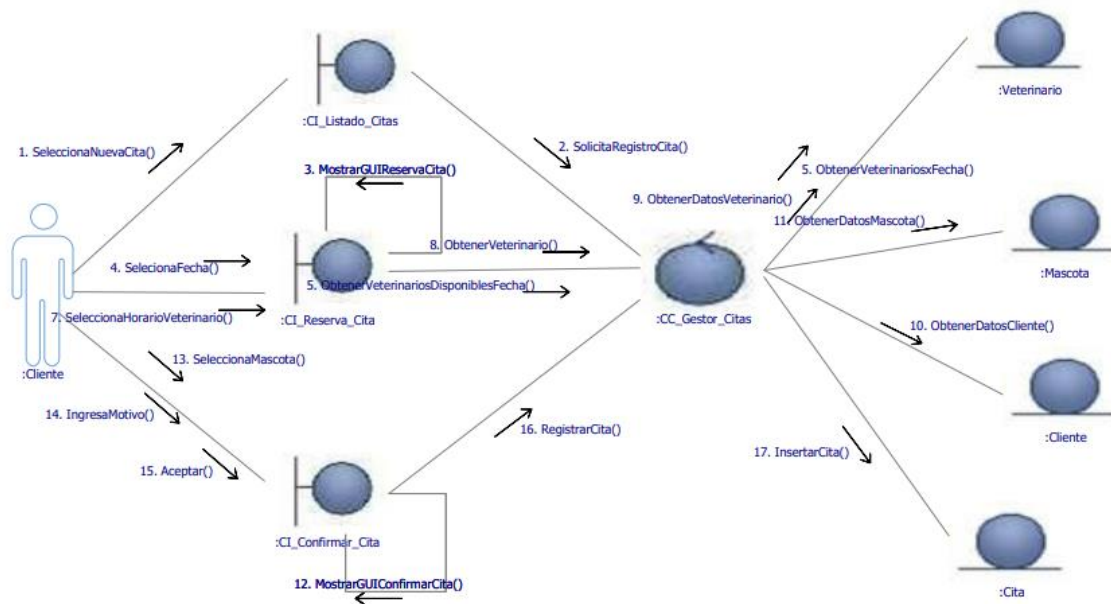 :Veterinario
:CI_Listado_Citas
1. SeleccionaNuevaCita()
2. SolicitaRegistroCita()
3. MostrarGUIReservaCita()
5. ObtenerVeterinariosxFecha()
9. ObtenerDatosVeterinario()
11. ObtenerDatosMascota()
8. ObtenerVeterinario()
4. SelecionaFecha()
:Mascota
5. ObtenerVeterinariosDisponiblesFecha()
7. SeleccionaHorarioVeterinario()
:CI_Reserva_Cita
:CC_Gestor_Citas
10. ObtenerDatosCliente()
13. SeleccionaMascota()
:Cliente
14. IngresaMotivo()
16. RegistrarCita()
:Cliente
17. InsertarCita()
15. Aceptar()
:CI_Confirmar_Cita
12. MostrarGUIConfirmarCita()
:Cita